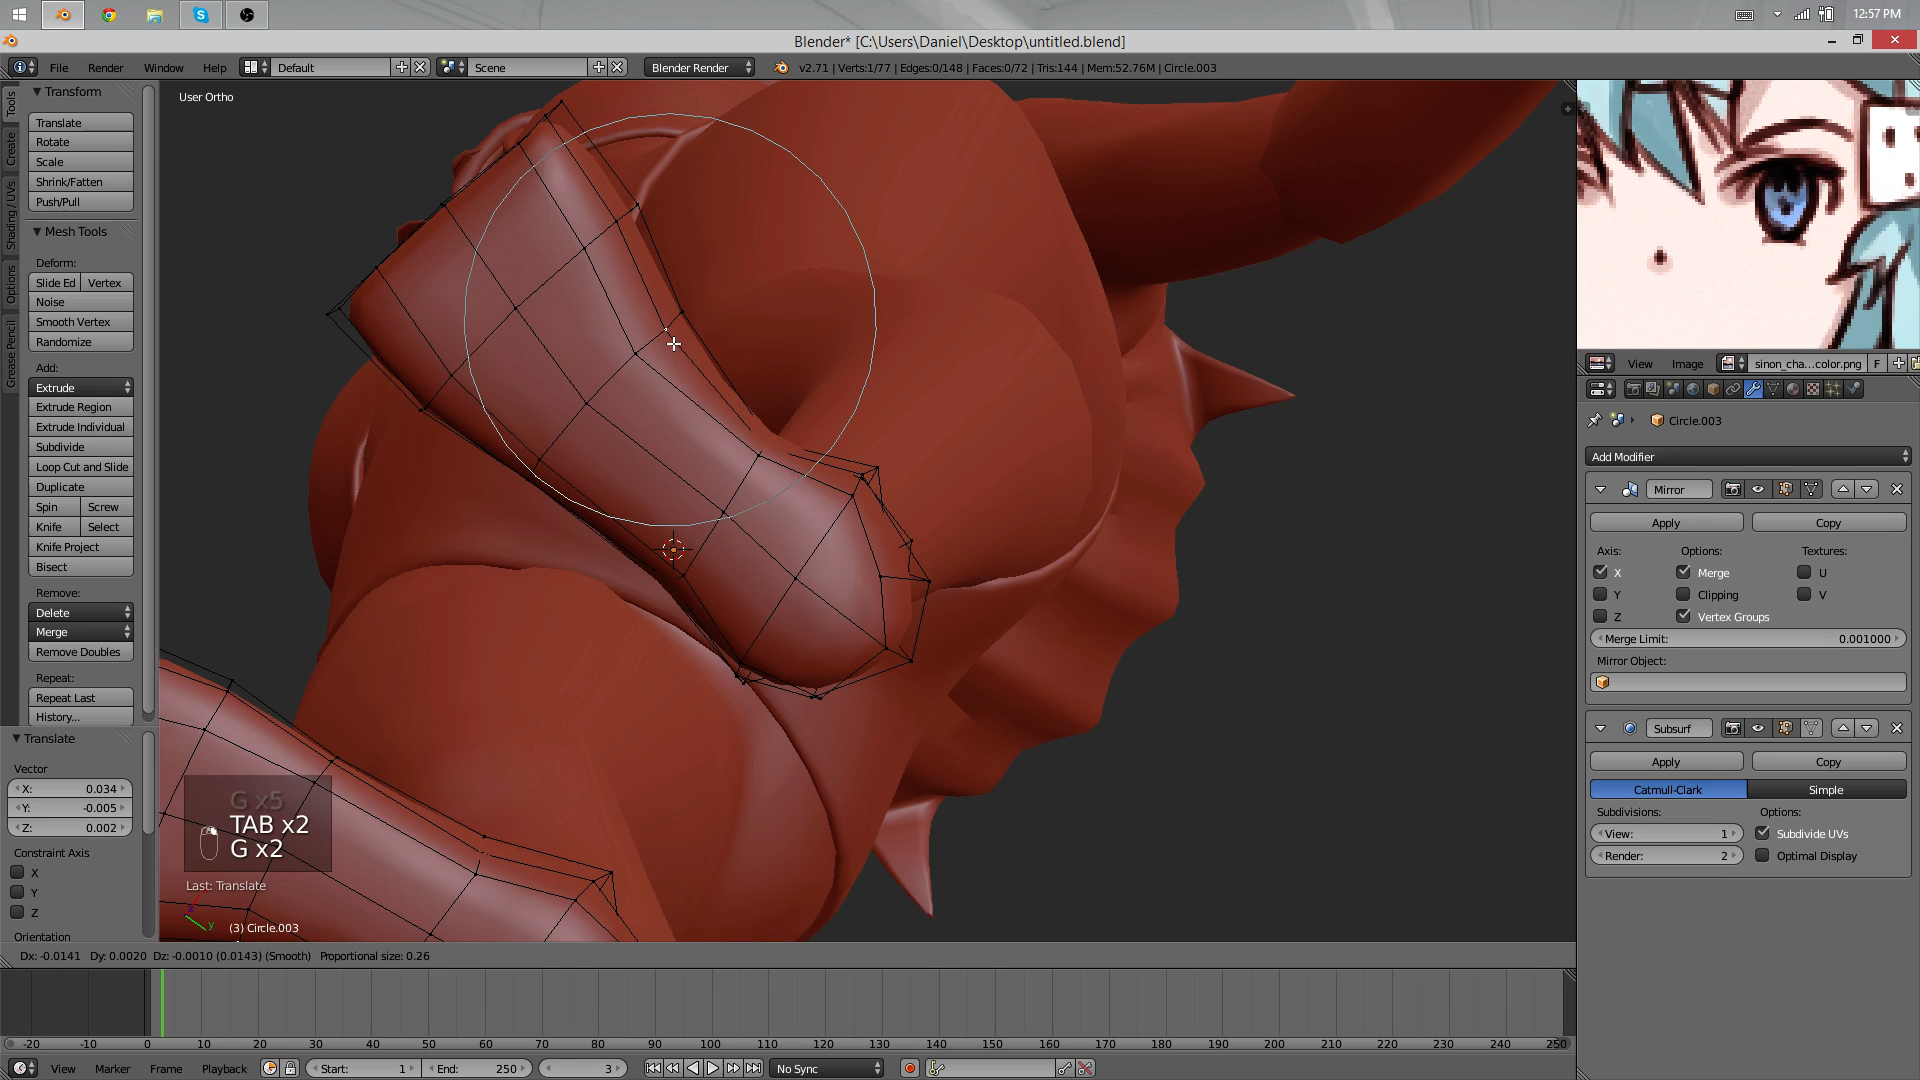 12:57 PM
Blender* [C:\Users\Daniel\Desktop\untitled.blend]
File Render Window Help Default Scene Blender Render v2.71 | Verts:1/77 | Edges:0/148 | Faces:0/72 | Tris:144 | Mem:52.76M | Circle.003
Tools
Create
Shading / UVs
Options
Grease Pencil
Transform
Translate
Rotate
Scale
Shrink/Fatten
Push/Pull
Mesh Tools
Deform:
Slide Ed Vertex
Noise
Smooth Vertex
Randomize
Add:
Extrude
Extrude Region
Extrude Individual
Subdivide
Loop Cut and Slide
Duplicate
Spin Screw
Knife Select
Knife Project
Bisect
Remove:
Delete
Merge
Remove Doubles
Repeat:
Repeat Last
History...
Translate
Vector
X: 0.034
Y: -0.005
Z: 0.002
Constraint Axis
X
Y
Z
Orientation
User Ortho
G x5
TAB x2
G x2
Last: Translate
z
y
(3) Circle.003
Dx: -0.0141 Dy: 0.0020 Dz: -0.0010 (0.0143) (Smooth) Proportional size: 0.26
View Image sinon_cha...color.png F
Circle.003
Add Modifier
Mirror
Apply Copy
Axis: Options: Textures:
X Merge U
Y Clipping V
Z Vertex Groups
Merge Limit: 0.001000
Mirror Object:
Subsurf
Apply Copy
Catmull-Clark Simple
Subdivisions: Options:
View: 1 Subdivide UVs
Render: 2 Optimal Display
-20 -10 0 10 20 30 40 50 60 70 80 90 100 110 120 130 140 150 160 170 180 190 200 210 220 230 240 250
View Marker Frame Playback Start: 1 End: 250 3 No Sync